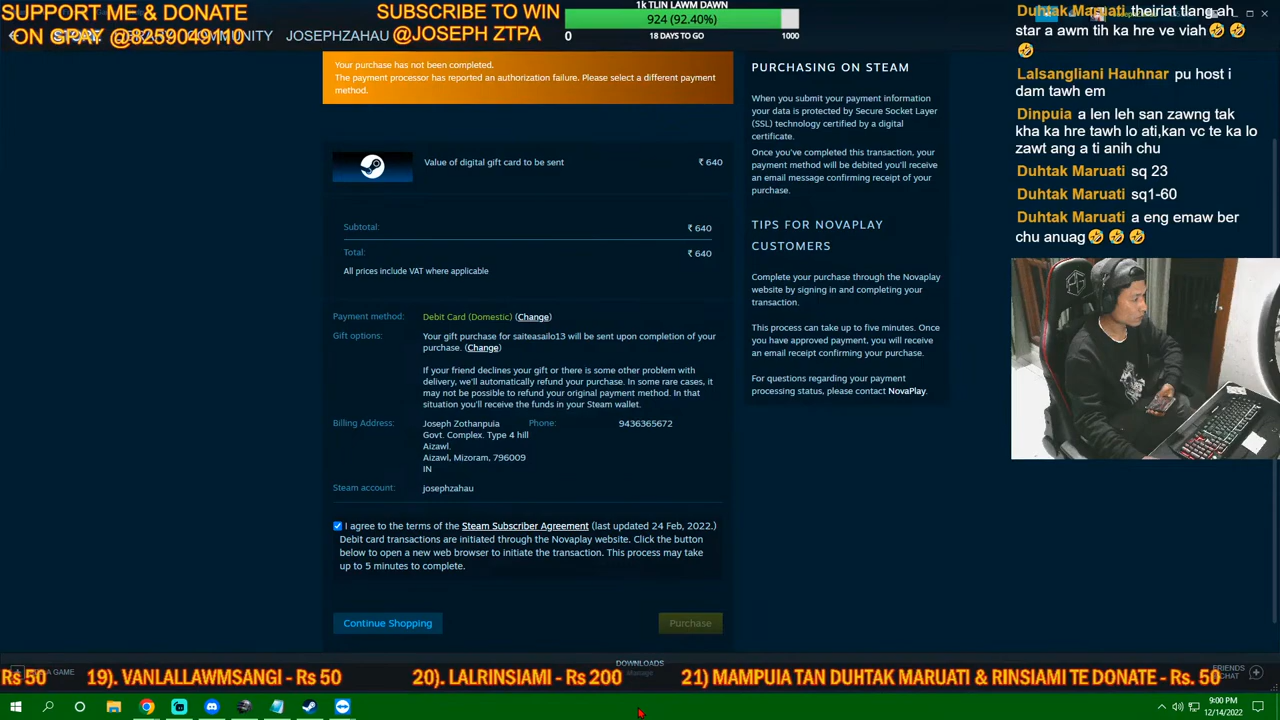 SUPPORT ME & DONATE
ON GPAY @8259049710
SUBSCRIBE TO WIN
@JOSEPH ZTPA
COMMUNITY
JOSEPHZAHAU
1k TLIN LAWM DAWN
924 (92.40%)
0
18 DAYS TO GO
1000
Your purchase has not been completed.
The payment processor has reported an authorization failure. Please select a different payment
method.
Value of digital gift card to be sent
₹ 640
Subtotal:
₹ 640
Total:
₹ 640
All prices include VAT where applicable
Payment method:
Debit Card (Domestic) (Change)
Gift options:
Your gift purchase for saiteasailo13 will be sent upon completion of your
purchase. (Change)
If your friend declines your gift or there is some other problem with
delivery, we'll automatically refund your purchase. In some rare cases, it
may not be possible to refund your original payment method. In that
situation you'll receive the funds in your Steam wallet.
Billing Address:
Joseph Zothanpuia
Govt. Complex. Type 4 hill
Aizawl.
Aizawl, Mizoram, 796009
IN
Phone:
9436365672
Steam account:
josephzahau
I agree to the terms of the Steam Subscriber Agreement (last updated 24 Feb, 2022.)
Debit card transactions are initiated through the Novaplay website. Click the button
below to open a new web browser to initiate the transaction. This process may take
up to 5 minutes to complete.
Continue Shopping
Purchase
PURCHASING ON STEAM
When you submit your payment information
your data is protected by Secure Socket Layer
(SSL) technology certified by a digital
certificate.
Once you've completed this transaction, your
payment method will be debited you'll receive
an email message confirming receipt of your
purchase.
TIPS FOR NOVAPLAY
CUSTOMERS
Complete your purchase through the Novaplay
website by signing in and completing your
transaction.
This process can take up to five minutes. Once
you have approved payment, you will receive
an email receipt confirming your purchase.
For questions regarding your payment
processing status, please contact NovaPlay.
Duhtak Maruati theiriat tlang ah
star a awm tih ka hre ve viah 🤣 🤣
🤣
Lalsangliani Hauhnar pu host i
dam tawh em
Dinpuia a len leh san zawng tak
kha ka hre tawh lo ati,kan vc te ka lo
zawt ang a ti anih chu
Duhtak Maruati sq 23
Duhtak Maruati sq1-60
Duhtak Maruati a eng emaw ber
chu anuag 🤣 🤣 🤣
DOWNLOADS
Manage
FRIENDS
CHAT
Rs 50
19). VANLALLAWMSANGI - Rs 50
20). LALRINSIAMI - Rs 200
21) MAMPUIA TAN DUHTAK MARUATI & RINSIAMI TE DONATE - Rs. 50
9:00 PM
12/14/2022